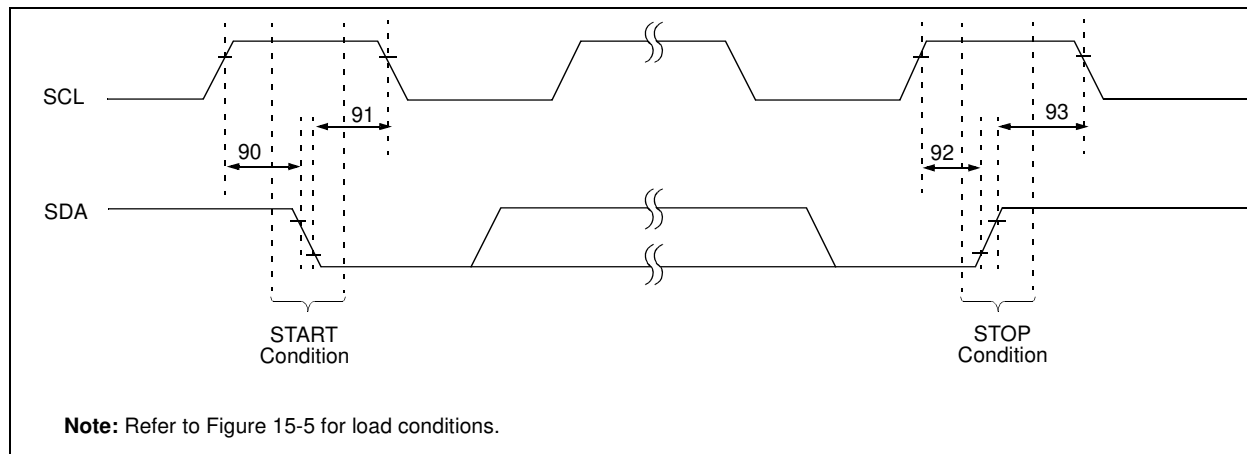 SCL
91
93
90
92
SDA
START
Condition
STOP
Condition
Note: Refer to Figure 15-5 for load conditions.